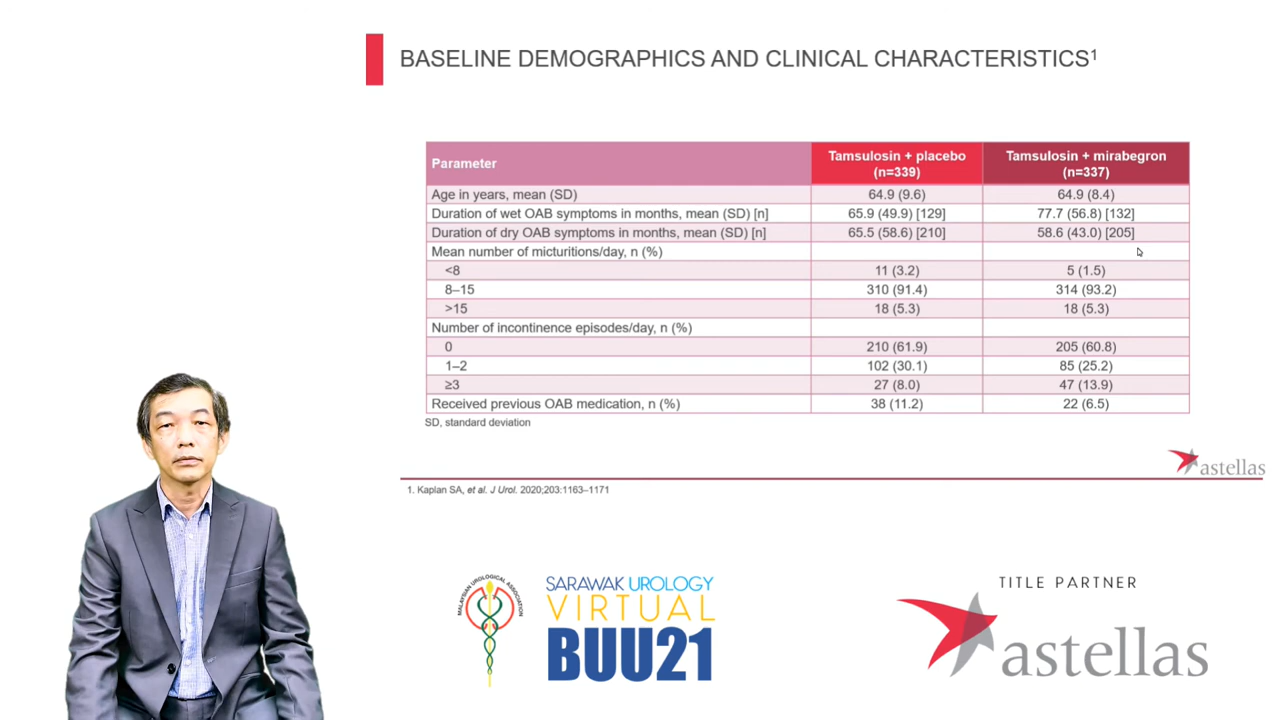 BASELINE DEMOGRAPHICS AND CLINICAL CHARACTERISTICS¹
Parameter Tamsulosin + placebo (n=339) Tamsulosin + mirabegron (n=337)
Age in years, mean (SD) 64.9 (9.6) 64.9 (8.4)
Duration of wet OAB symptoms in months, mean (SD) [n] 65.9 (49.9) [129] 77.7 (56.8) [132]
Duration of dry OAB symptoms in months, mean (SD) [n] 65.5 (58.6) [210] 58.6 (43.0) [205]
Mean number of micturitions/day, n (%)
<8 11 (3.2) 5 (1.5)
8–15 310 (91.4) 314 (93.2)
>15 18 (5.3) 18 (5.3)
Number of incontinence episodes/day, n (%)
0 210 (61.9) 205 (60.8)
1–2 102 (30.1) 85 (25.2)
≥3 27 (8.0) 47 (13.9)
Received previous OAB medication, n (%) 38 (11.2) 22 (6.5)
SD, standard deviation
astellas
1. Kaplan SA, et al. J Urol. 2020;203:1163–1171
MALAYSIAN UROLOGICAL ASSOCIATION
SARAWAK UROLOGY
VIRTUAL
BUU21
TITLE PARTNER
astellas